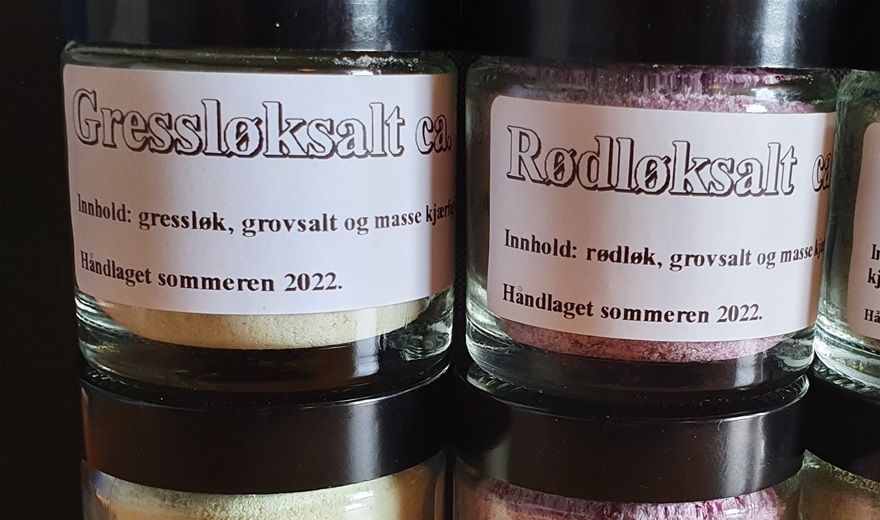 Gressløksalt ca.
Innhold: gressløk, grovsalt og masse
Håndlaget sommeren 2022.
Rødløksalt
Innhold: rødløk, grovsalt og masse
Håndlaget sommeren 2022.